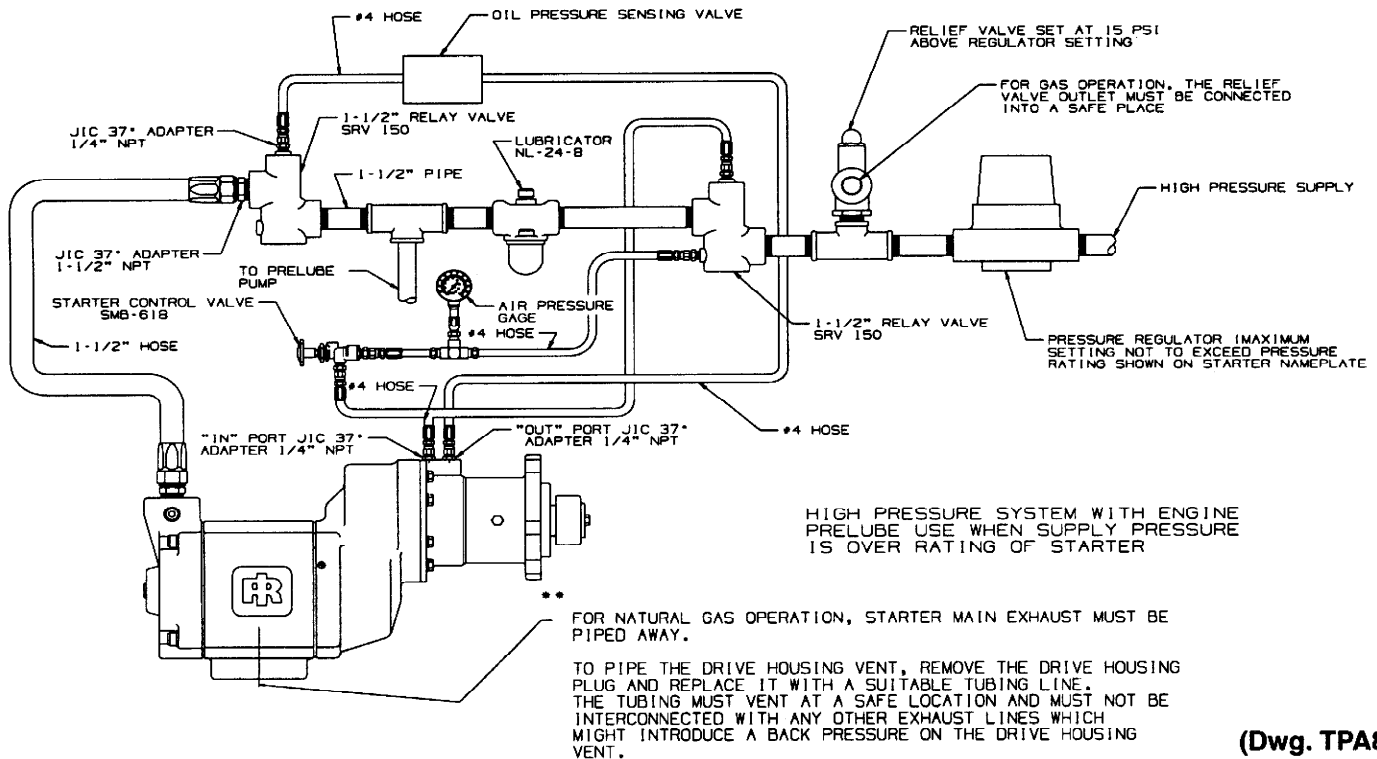 #4 HOSE
OIL PRESSURE SENSING VALVE
RELIEF VALVE SET AT 15 PSI
ABOVE REGULATOR SETTING
FOR GAS OPERATION, THE RELIEF
VALVE OUTLET MUST BE CONNECTED
INTO A SAFE PLACE
JIC 37° ADAPTER
1/4" NPT
1-1/2" RELAY VALVE
SRV 150
LUBRICATOR
NL-24-8
1-1/2" PIPE
HIGH PRESSURE SUPPLY
JIC 37° ADAPTER
1-1/2" NPT
TO PRELUBE
PUMP
STARTER CONTROL VALVE
SMB-618
AIR PRESSURE
GAGE
1-1/2" HOSE
#4 HOSE
1-1/2" RELAY VALVE
SRV 150
PRESSURE REGULATOR (MAXIMUM
SETTING NOT TO EXCEED PRESSURE
RATING SHOWN ON STARTER NAMEPLATE
#4 HOSE
#4 HOSE
"IN" PORT JIC 37°
ADAPTER 1/4" NPT
"OUT" PORT JIC 37°
ADAPTER 1/4" NPT
HIGH PRESSURE SYSTEM WITH ENGINE
PRELUBE USE WHEN SUPPLY PRESSURE
IS OVER RATING OF STARTER
IR
**
FOR NATURAL GAS OPERATION, STARTER MAIN EXHAUST MUST BE
PIPED AWAY.
TO PIPE THE DRIVE HOUSING VENT, REMOVE THE DRIVE HOUSING
PLUG AND REPLACE IT WITH A SUITABLE TUBING LINE.
THE TUBING MUST VENT AT A SAFE LOCATION AND MUST NOT BE
INTERCONNECTED WITH ANY OTHER EXHAUST LINES WHICH
MIGHT INTRODUCE A BACK PRESSURE ON THE DRIVE HOUSING
VENT.
(Dwg. TPA8